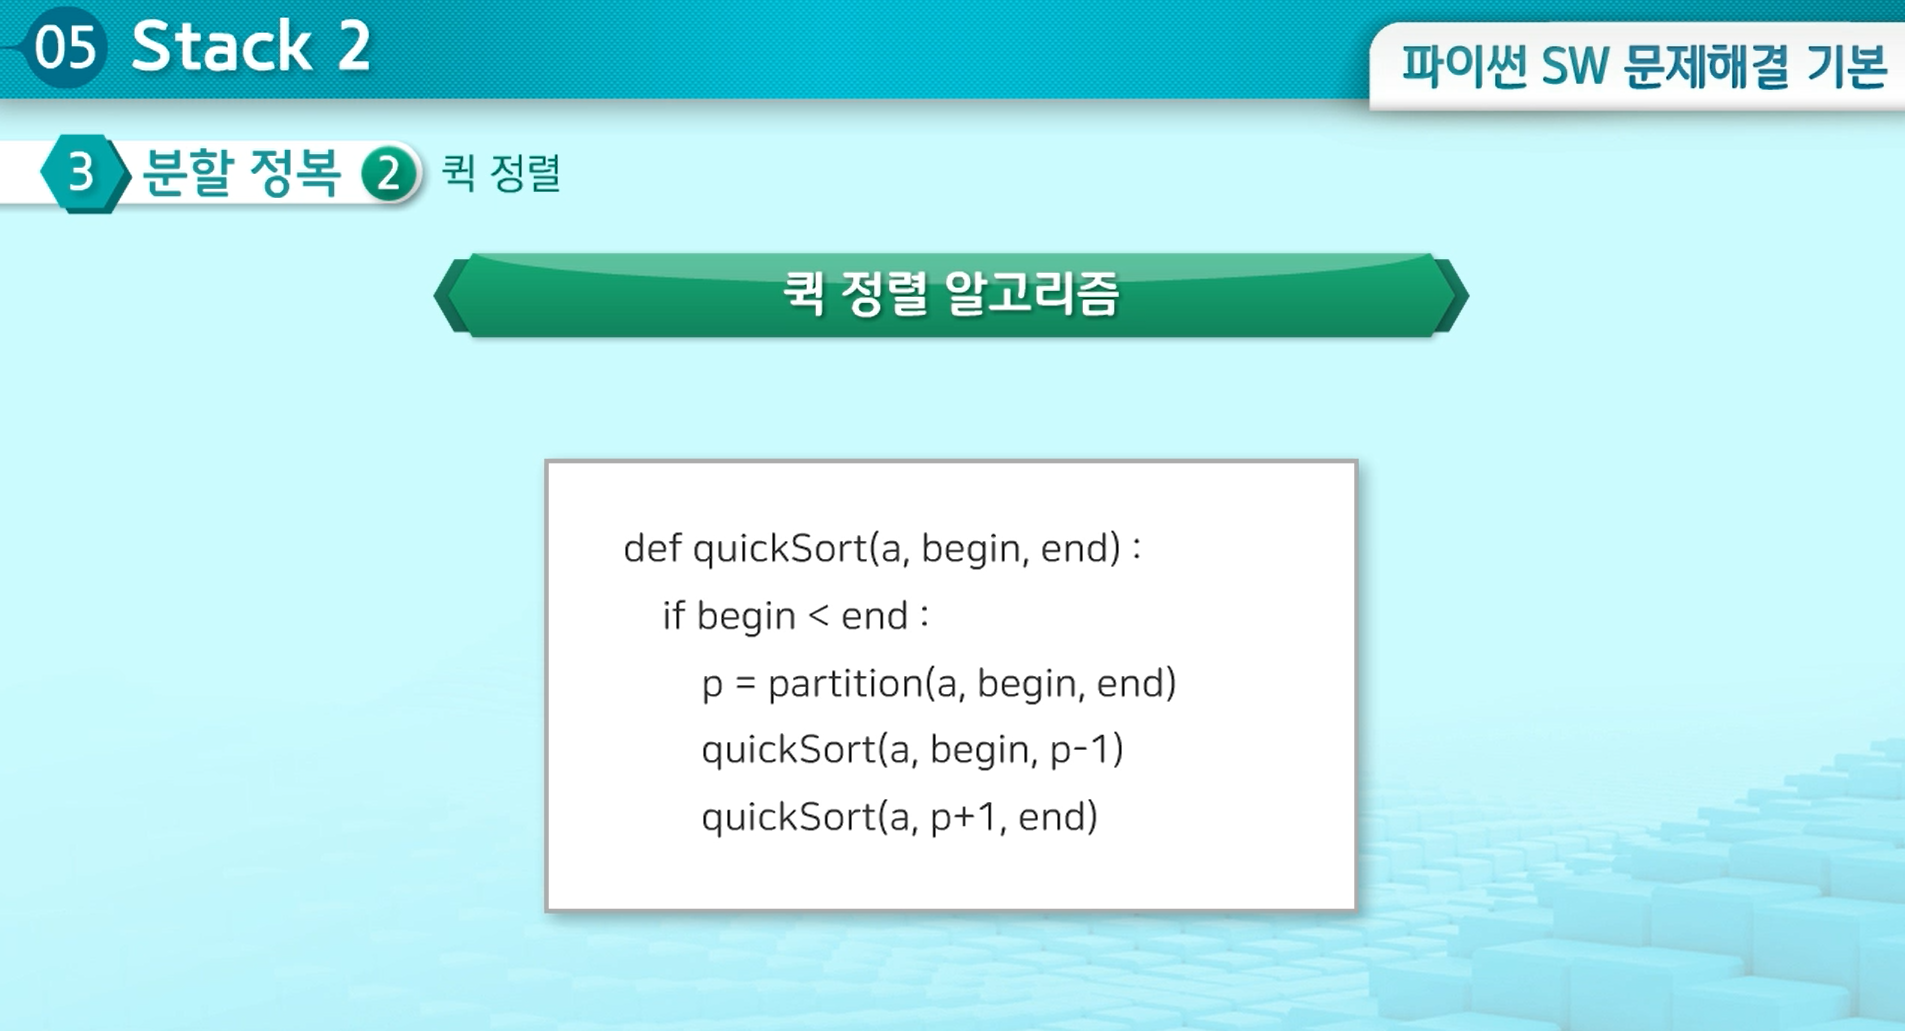 05 Stack 2
파이썬 SW 문제해결 기본
3 분할 정복 2 퀵 정렬
퀵 정렬 알고리즘
def quickSort(a, begin, end) :
if begin < end :
p = partition(a, begin, end)
quickSort(a, begin, p-1)
quickSort(a, p+1, end)